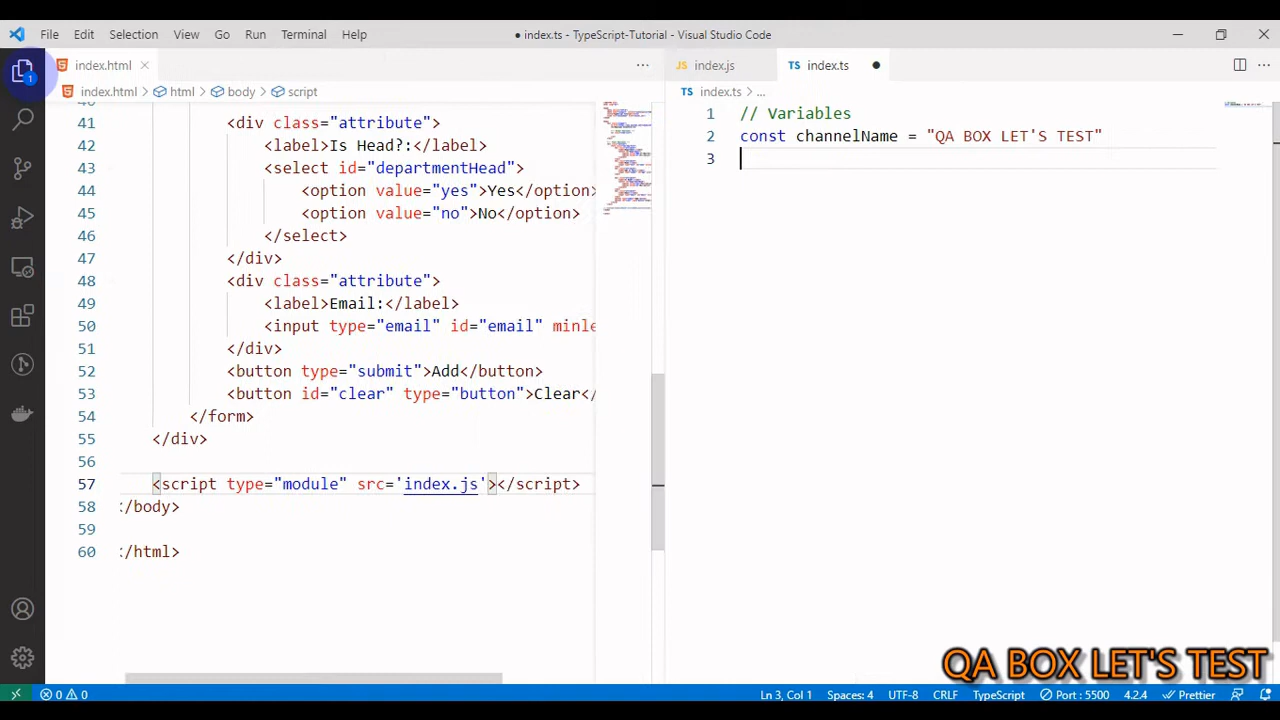 File Edit Selection View Go Run Terminal Help
● index.ts - TypeScript-Tutorial - Visual Studio Code
1
index.html
index.html > html > body > script
41 <div class="attribute">
42 <label>Is Head?:</label>
43 <select id="departmentHead">
44 <option value="yes">Yes</option>
45 <option value="no">No</option>
46 </select>
47 </div>
48 <div class="attribute">
49 <label>Email:</label>
50 <input type="email" id="email" minle
51 </div>
52 <button type="submit">Add</button>
53 <button id="clear" type="button">Clear</
54 </form>
55 </div>
56
57 <script type="module" src='index.js'></script>
58 </body>
59
60 </html>
JS index.js
TS index.ts ●
TS index.ts > ...
1 // Variables
2 const channelName = "QA BOX LET'S TEST"
3
QA BOX LET'S TEST
0 0 Ln 3, Col 1 Spaces: 4 UTF-8 CRLF TypeScript Port : 5500 4.2.4 Prettier